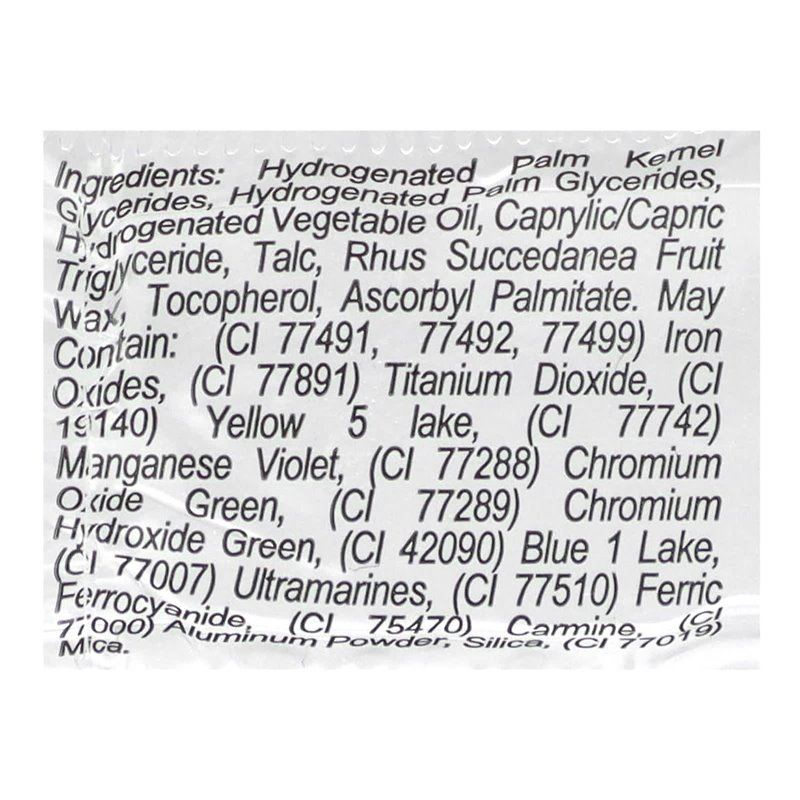 Ingredients: Hydrogenated Palm Kernel
Glycerides, Hydrogenated Palm Glycerides,
Hydrogenated Vegetable Oil, Caprylic/Capric
Triglyceride, Talc, Rhus Succedanea Fruit
Wax, Tocopherol, Ascorbyl Palmitate. May
Contain: (CI 77491, 77492, 77499) Iron
Oxides, (CI 77891) Titanium Dioxide, (CI
19140) Yellow 5 lake, (CI 77742)
Manganese Violet, (CI 77288) Chromium
Oxide Green, (CI 77289) Chromium
Hydroxide Green, (CI 42090) Blue 1 Lake,
(CI 77007) Ultramarines, (CI 77510) Ferric
Ferrocyanide, (CI 75470) Carmine, (CI
77000) Aluminum Powder, Silica, (CI 77019)
Mica.